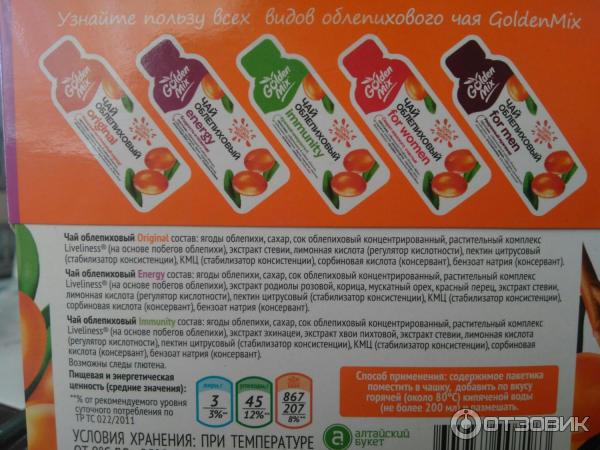 Узнайте пользу всех видов облепихового чая GoldenMix
Golden Mix
ЧАЙ ОБЛЕПИХОВЫЙ
original
Golden Mix
ЧАЙ ОБЛЕПИХОВЫЙ
energy
Golden Mix
ЧАЙ ОБЛЕПИХОВЫЙ
immunity
Golden Mix
ЧАЙ ОБЛЕПИХОВЫЙ
for women
Golden Mix
ЧАЙ ОБЛЕПИХОВЫЙ
for men
Чай облепиховый Original состав: ягоды облепихи, сахар, сок облепиховый концентрированный, растительный комплекс
Liveliness® (на основе побегов облепихи), экстракт стевии, лимонная кислота (регулятор кислотности), пектин цитрусовый
(стабилизатор консистенции), КМЦ (стабилизатор консистенции), сорбиновая кислота (консервант), бензоат натрия (консервант).
Чай облепиховый Energy состав: ягоды облепихи, сахар, сок облепиховый концентрированный, растительный комплекс
Liveliness® (на основе побегов облепихи), экстракт родиолы розовой, корица, мускатный орех, красный перец, экстракт стевии,
лимонная кислота (регулятор кислотности), пектин цитрусовый (стабилизатор консистенции), КМЦ (стабилизатор консистенции),
сорбиновая кислота (консервант), бензоат натрия (консервант).
Чай облепиховый Immunity состав: ягоды облепихи, сахар, сок облепиховый концентрированный, растительный комплекс
Liveliness® (на основе побегов облепихи), экстракт эхинацеи, экстракт хвои пихтовой, экстракт стевии, лимонная кислота
(регулятор кислотности), пектин цитрусовый (стабилизатор консистенции), КМЦ (стабилизатор консистенции), сорбиновая
кислота (консервант), бензоат натрия (консервант).
Возможны следы глютена.
Пищевая и энергетическая
ценность (средние значения):
**% от рекомендуемого уровня
суточного потребления по
ТР ТС 022/2011
жиры, г
3
3%**
углеводы, г
45
12%**
867
207
8%**
Способ применения: содержимое пакетика
поместить в чашку, добавить по вкусу
горячей (около 80°С) кипяченой воды
(не более 200 мл) и размешать.
алтайский
букет
УСЛОВИЯ ХРАНЕНИЯ: ПРИ ТЕМПЕРАТУРЕ
ОТЗОВИК